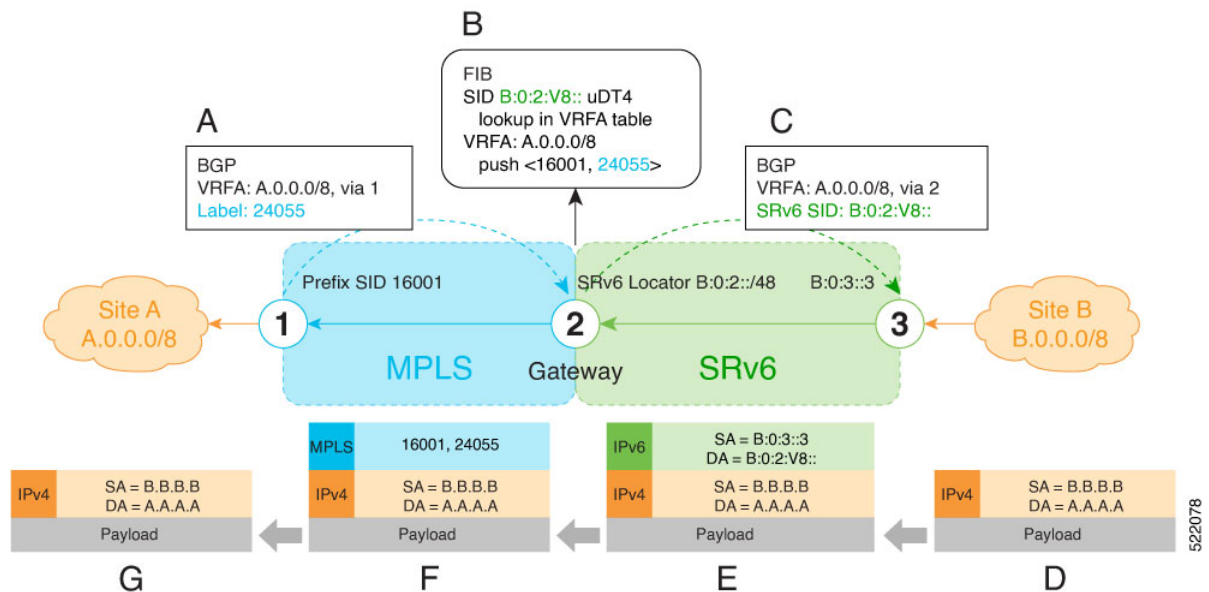 B
FIB
SID B:0:2:V8:: uDT4
lookup in VRFA table
VRFA: A.0.0.0/8
push <16001, 24055>
A
BGP
VRFA: A.0.0.0/8, via 1
Label: 24055
C
BGP
VRFA: A.0.0.0/8, via 2
SRv6 SID: B:0:2:V8::
Prefix SID 16001
SRv6 Locator B:0:2::/48
B:0:3::3
Site A
A.0.0.0/8
1
2
3
Site B
B.0.0.0/8
MPLS
Gateway
SRv6
MPLS
16001, 24055
IPv6
SA = B:0:3::3
DA = B:0:2:V8::
IPv4
SA = B.B.B.B
DA = A.A.A.A
Payload
IPv4
SA = B.B.B.B
DA = A.A.A.A
Payload
IPv4
SA = B.B.B.B
DA = A.A.A.A
Payload
IPv4
SA = B.B.B.B
DA = A.A.A.A
Payload
522078
G
F
E
D